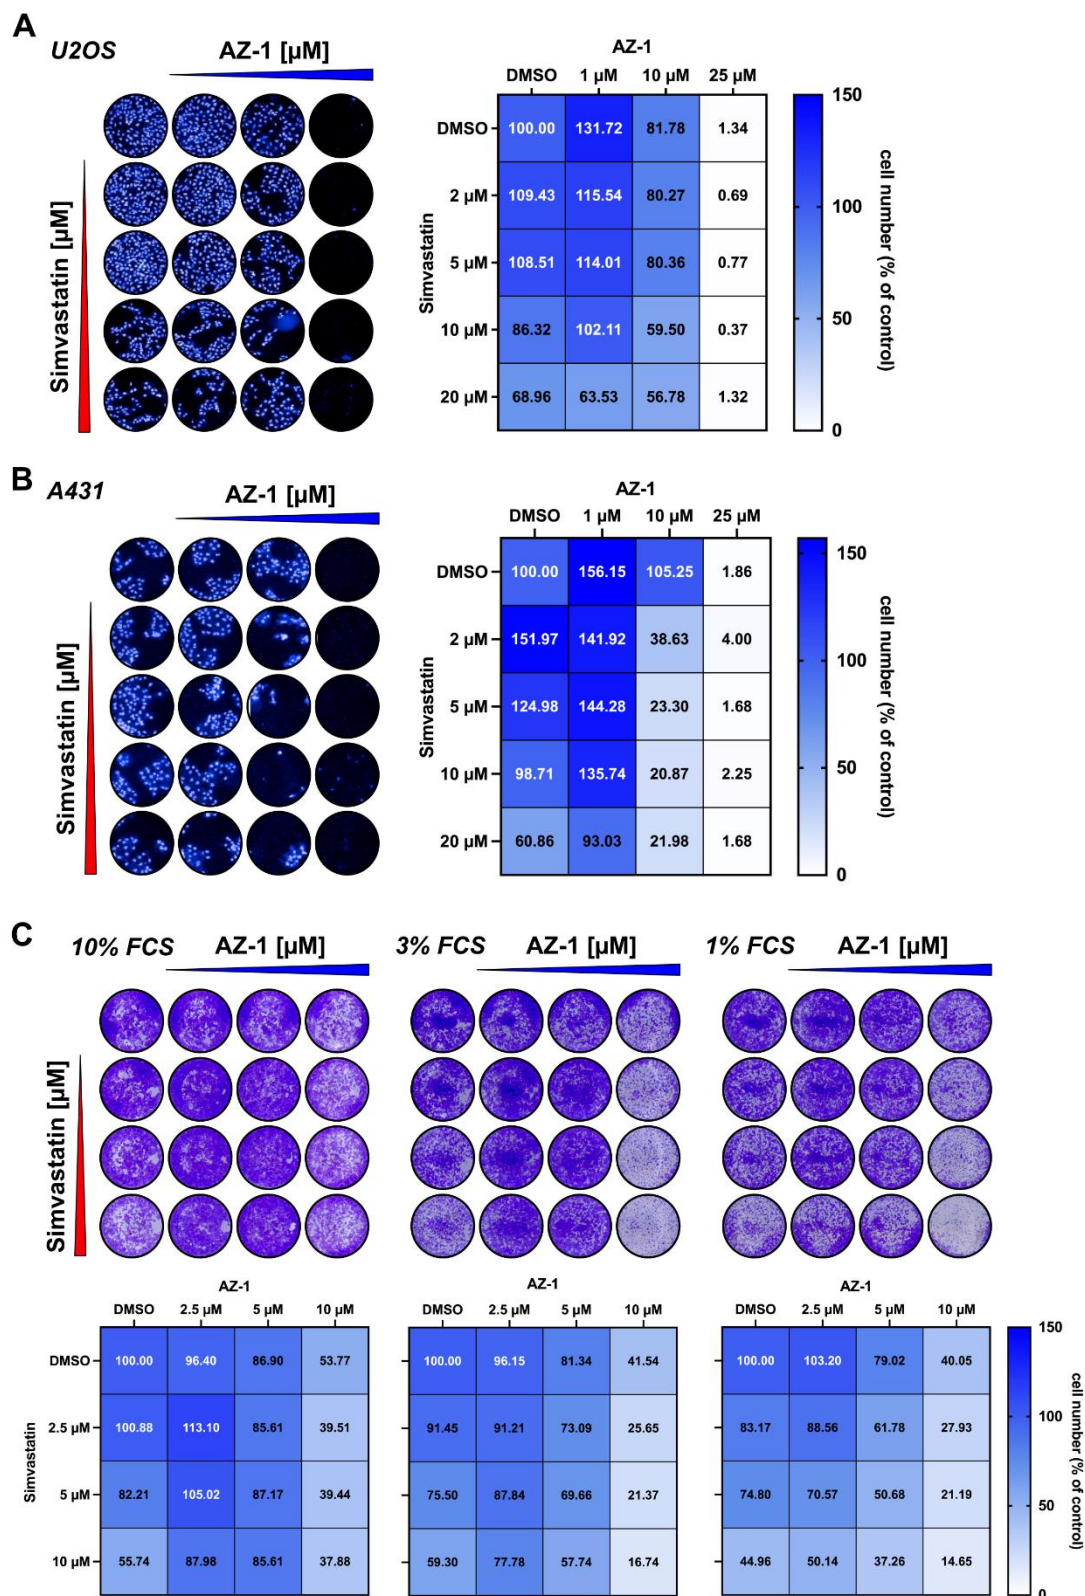 A
U2OS
AZ-1 [µM]
Simvastatin [µM]
AZ-1
DMSO 1 µM 10 µM 25 µM
Simvastatin
DMSO 100.00 131.72 81.78 1.34
2 µM 109.43 115.54 80.27 0.69
5 µM 108.51 114.01 80.36 0.77
10 µM 86.32 102.11 59.50 0.37
20 µM 68.96 63.53 56.78 1.32
150
100
50
0
cell number (% of control)
B
A431
AZ-1 [µM]
Simvastatin [µM]
AZ-1
DMSO 1 µM 10 µM 25 µM
Simvastatin
DMSO 100.00 156.15 105.25 1.86
2 µM 151.97 141.92 38.63 4.00
5 µM 124.98 144.28 23.30 1.68
10 µM 98.71 135.74 20.87 2.25
20 µM 60.86 93.03 21.98 1.68
150
100
50
0
cell number (% of control)
C
10% FCS AZ-1 [µM] 3% FCS AZ-1 [µM] 1% FCS AZ-1 [µM]
Simvastatin [µM]
AZ-1 AZ-1 AZ-1
DMSO 2.5 µM 5 µM 10 µM DMSO 2.5 µM 5 µM 10 µM DMSO 2.5 µM 5 µM 10 µM
Simvastatin
DMSO 100.00 96.40 86.90 53.77 100.00 96.15 81.34 41.54 100.00 103.20 79.02 40.05
2.5 µM 100.88 113.10 85.61 39.51 91.45 91.21 73.09 25.65 83.17 88.56 61.78 27.93
5 µM 82.21 105.02 87.17 39.44 75.50 87.84 69.66 21.37 74.80 70.57 50.68 21.19
10 µM 55.74 87.98 85.61 37.88 59.30 77.78 57.74 16.74 44.96 50.14 37.26 14.65
150
100
50
0
cell number (% of control)